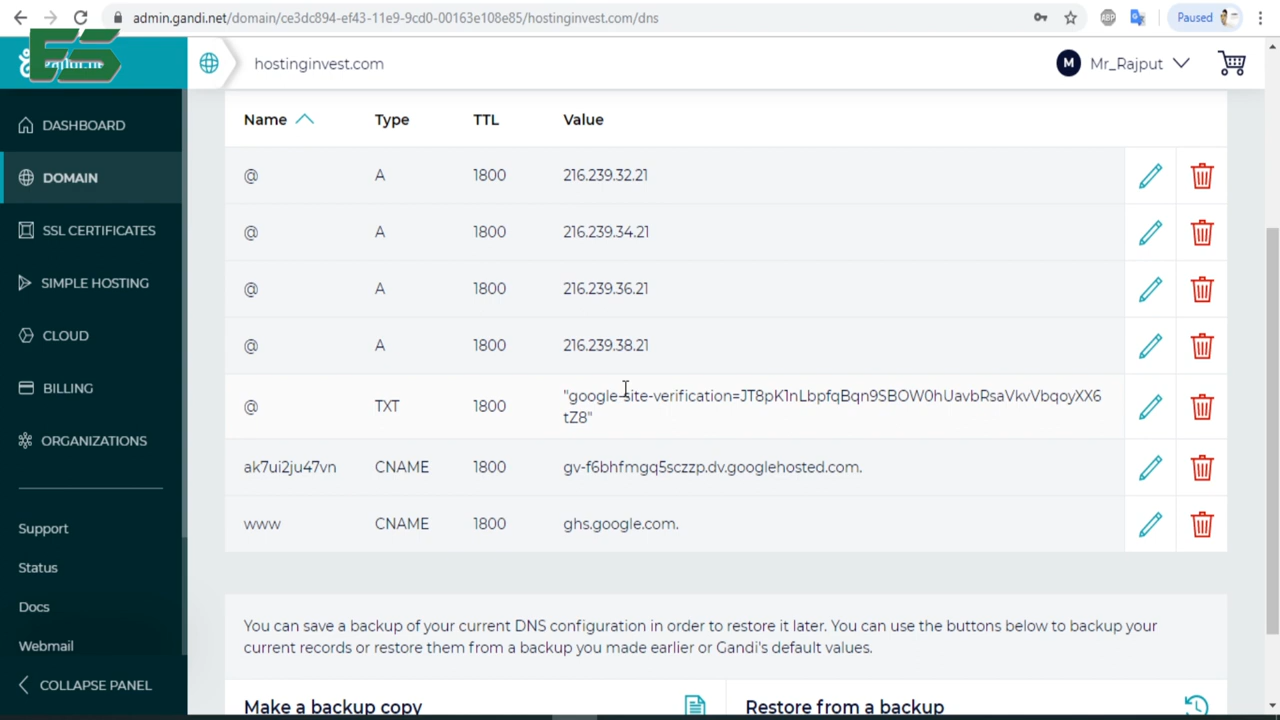 admin.gandi.net/domain/ce3dc894-ef43-11e9-9cd0-00163e108e85/hostinginvest.com/dns
ABP
Paused
ES
hostinginvest.com
M Mr_Rajput
DASHBOARD
DOMAIN
SSL CERTIFICATES
SIMPLE HOSTING
CLOUD
BILLING
ORGANIZATIONS
Support
Status
Docs
Webmail
COLLAPSE PANEL
Name Type TTL Value
@ A 1800 216.239.32.21
@ A 1800 216.239.34.21
@ A 1800 216.239.36.21
@ A 1800 216.239.38.21
@ TXT 1800 "google-site-verification=JT8pK1nLbpfqBqn9SBOW0hUavbRsaVkvVbqoyXX6
tZ8"
ak7ui2ju47vn CNAME 1800 gv-f6bhfmgq5sczzp.dv.googlehosted.com.
www CNAME 1800 ghs.google.com.
You can save a backup of your current DNS configuration in order to restore it later. You can use the buttons below to backup your
current records or restore them from a backup you made earlier or Gandi's default values.
Make a backup copy
Restore from a backup